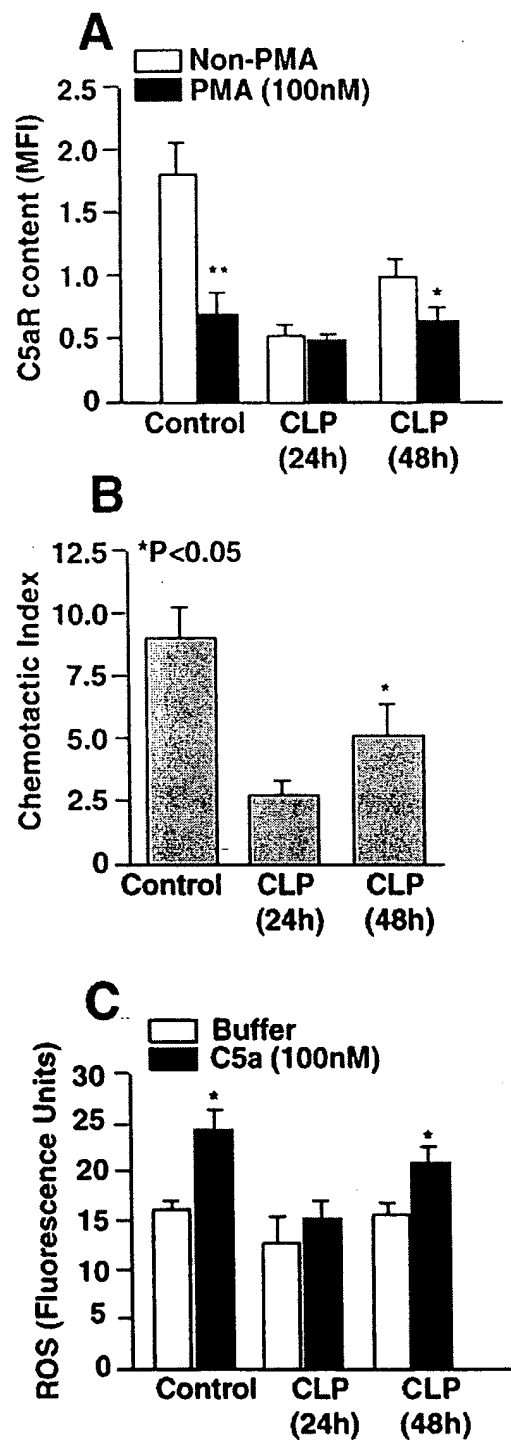 A
Non-PMA
PMA (100nM)
C5aR content (MFI)
2.5
2.0
1.5
1.0
0.5
0
**
*
Control
CLP
(24h)
CLP
(48h)
B
*P<0.05
Chemotactic Index
12.5
10.0
7.5
5.0
2.5
0
*
Control
CLP
(24h)
CLP
(48h)
C
Buffer
C5a (100nM)
ROS (Fluorescence Units)
30
25
20
15
10
5
0
*
*
Control
CLP
(24h)
CLP
(48h)